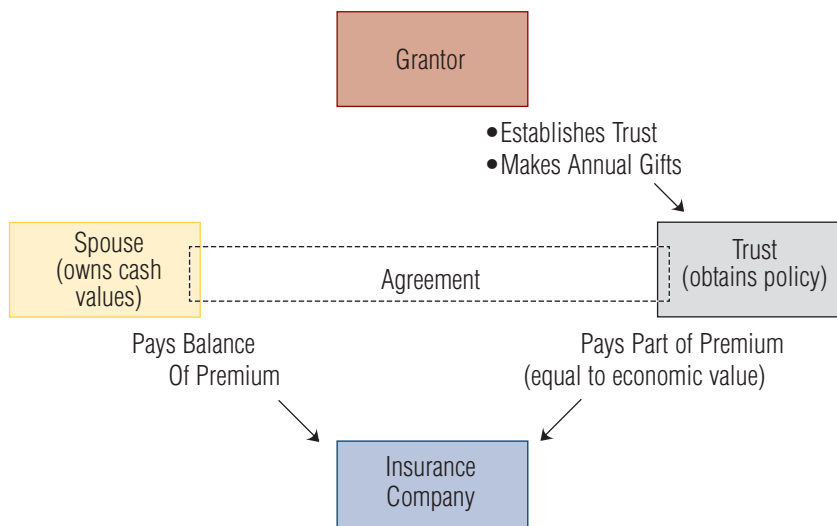 Grantor
•Establishes Trust
•Makes Annual Gifts
Spouse
(owns cash
values)
Agreement
Trust
(obtains policy)
Pays Balance
Of Premium
Pays Part of Premium
(equal to economic value)
Insurance
Company